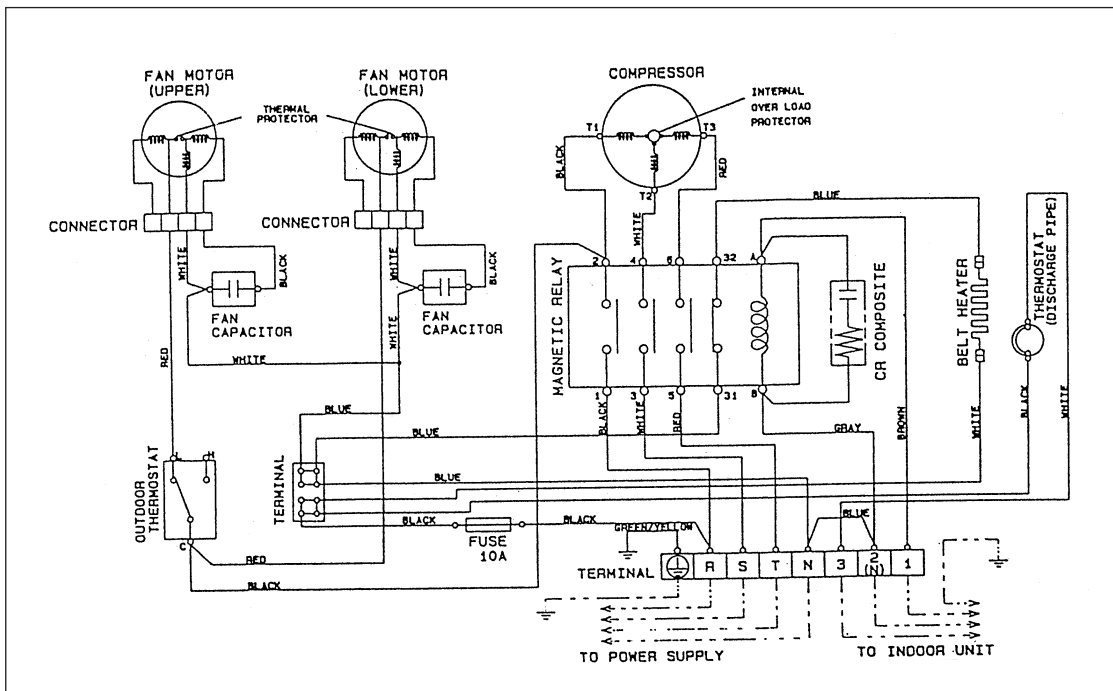 FAN MOTOR
(UPPER)
FAN MOTOR
(LOWER)
COMPRESSOR
THERMAL
PROTECTOR
INTERNAL
OVER LOAD
PROTECTOR
T1
T3
T2
BLACK
RED
WHITE
BLUE
CONNECTOR
CONNECTOR
WHITE
BLACK
WHITE
BLACK
FAN
CAPACITOR
FAN
CAPACITOR
2
4
6
32
A
MAGNETIC RELAY
CR COMPOSITE
BELT HEATER
THERMOSTAT
(DISCHARGE PIPE)
RED
WHITE
WHITE
1
3
5
31
B
BLACK
WHITE
RED
GRAY
BROWN
WHITE
BLACK
WHITE
BLUE
BLUE
L
H
OUTDOOR
THERMOSTAT
C
TERMINAL
BLUE
BLACK
FUSE
10A
BLACK
GREEN/YELLOW
BLUE
RED
BLACK
TERMINAL
R
S
T
N
3
2
(N)
1
TO POWER SUPPLY
TO INDOOR UNIT